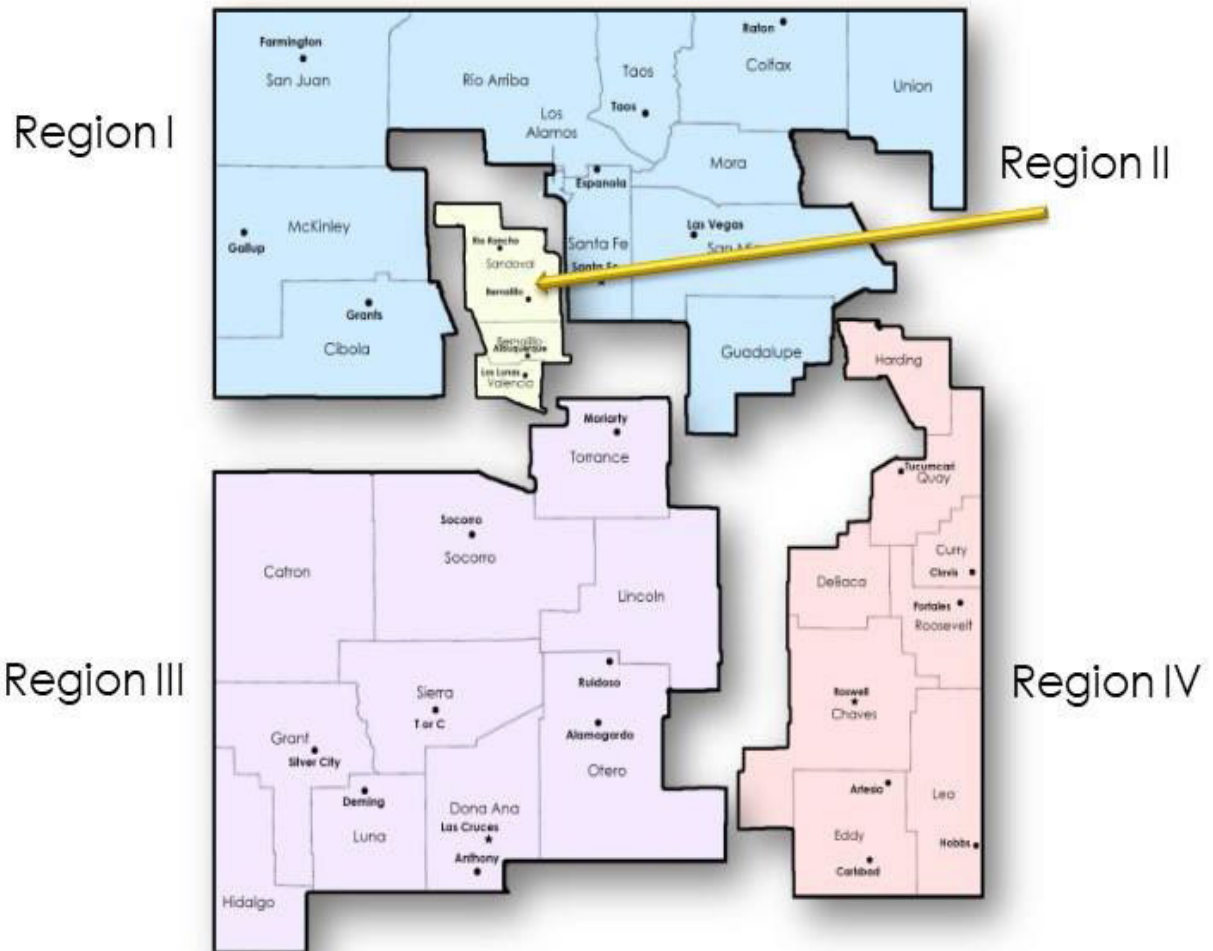 Region I
Region II
Region III
Region IV
Farmington
San Juan
Rio Arriba
Taos
Taos
Raton
Colfax
Union
Los
Alamos
Espanola
Mora
McKinley
Gallup
Las Vegas
Santa Fe
Santa Fe
Rio Rancho
Sandoval
Bernalillo
Grants
Cibola
Bernalillo
Albuquerque
Los Lunas
Valencia
Guadalupe
Harding
Moriarty
Torrance
Tucumcari
Quay
Socorro
Socorro
Catron
Lincoln
Curry
Clovis
DeBaca
Portales
Roosevelt
Sierra
T or C
Ruidoso
Alamogordo
Otero
Roswell
Chaves
Grant
Silver City
Deming
Luna
Dona Ana
Las Cruces
Anthony
Artesia
Lea
Eddy
Hobbs
Carlsbad
Hidalgo